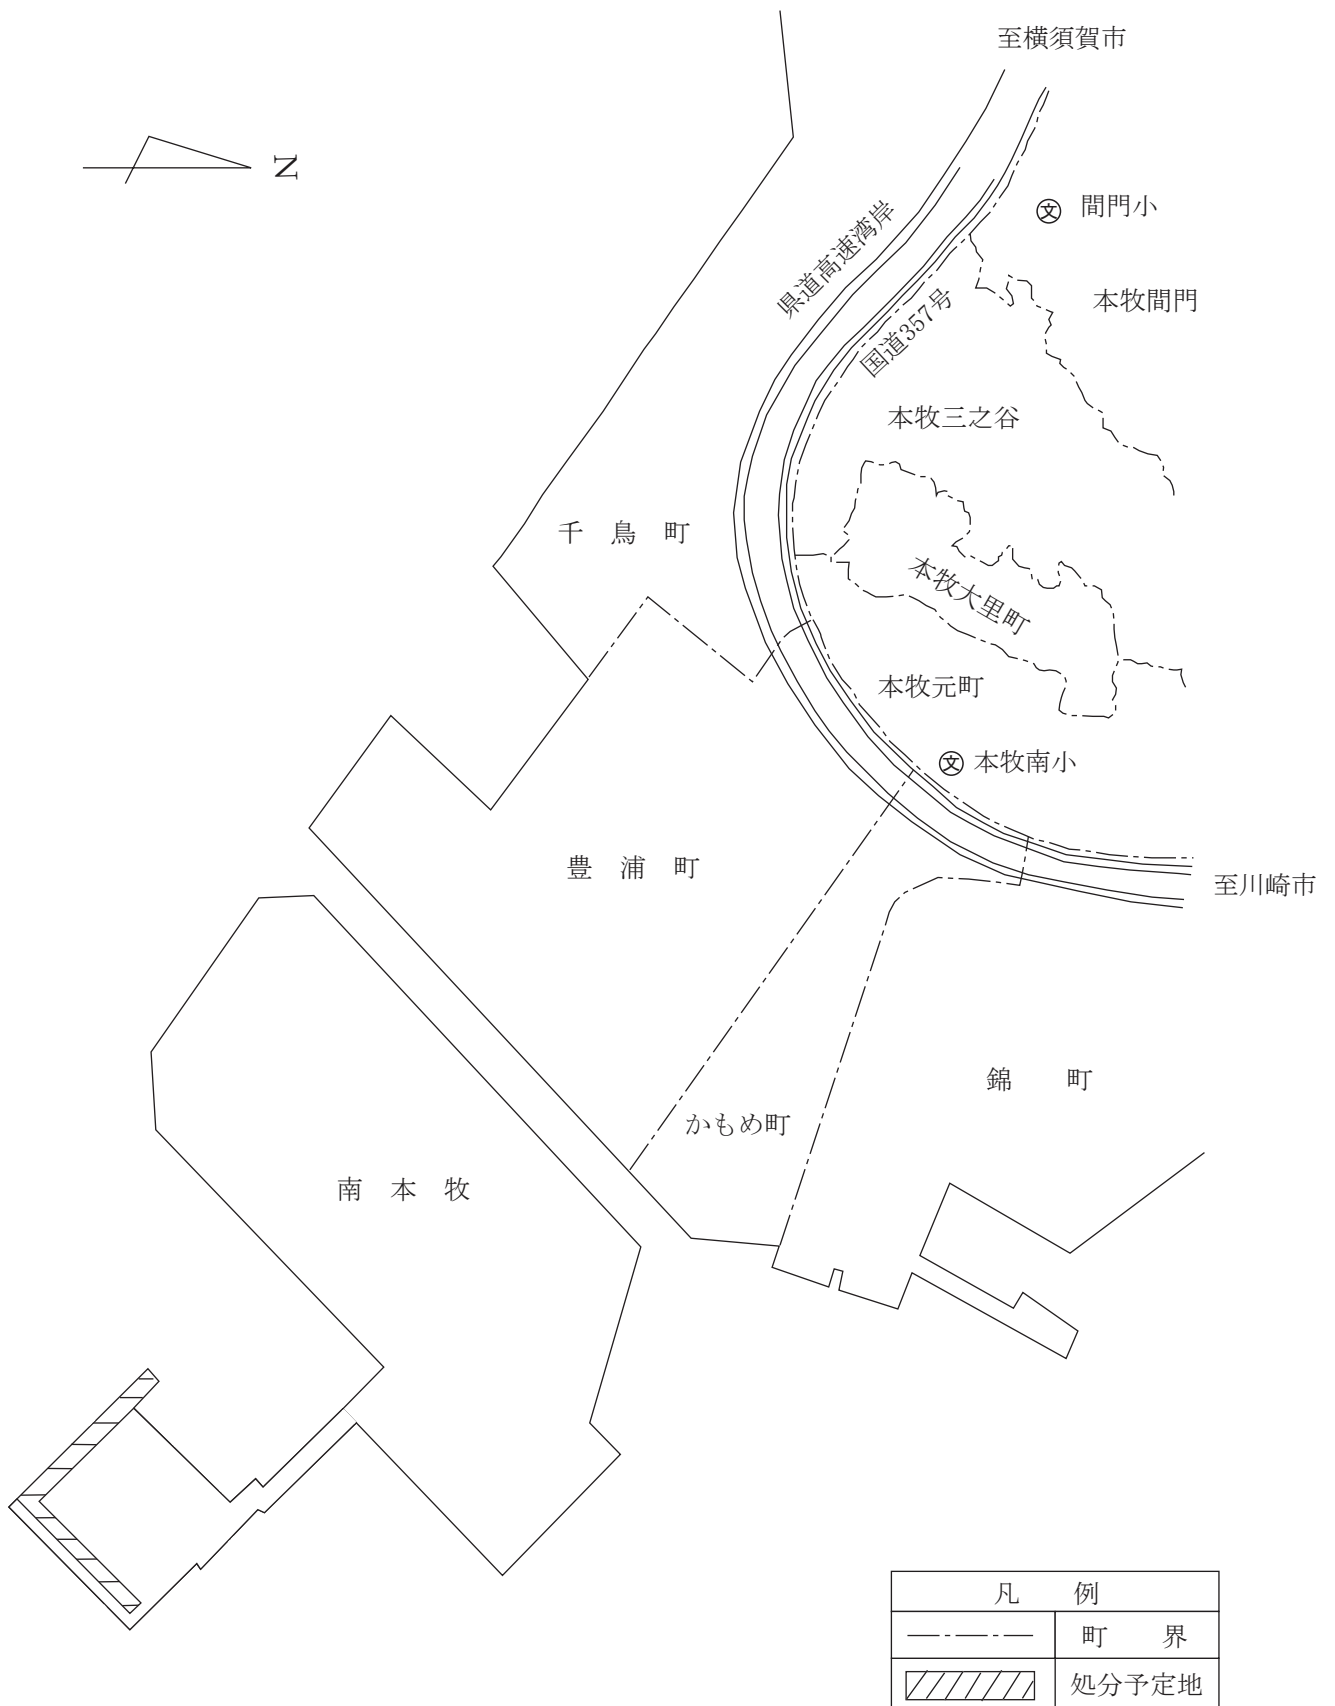 至横須賀市
N
文 間門小
県道高速湾岸
本牧間門
国道357号
本牧三之谷
千鳥町
本牧大里町
本牧元町
文 本牧南小
豊浦町
至川崎市
錦町
かもめ町
南本牧
凡例
町界
処分予定地